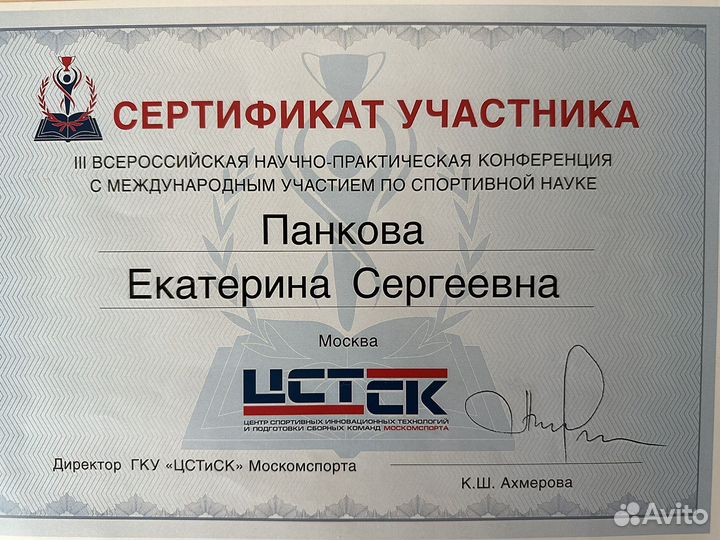 СЕРТИФИКАТ УЧАСТНИКА
III ВСЕРОССИЙСКАЯ НАУЧНО-ПРАКТИЧЕСКАЯ КОНФЕРЕНЦИЯ
С МЕЖДУНАРОДНЫМ УЧАСТИЕМ ПО СПОРТИВНОЙ НАУКЕ
Панкова
Екатерина Сергеевна
Москва
ЦСТиСК
ЦЕНТР СПОРТИВНЫХ ИННОВАЦИОННЫХ ТЕХНОЛОГИЙ
И ПОДГОТОВКИ СБОРНЫХ КОМАНД МОСКОМСПОРТА
Директор ГКУ «ЦСТиСК» Москомспорта
К.Ш. Ахмерова
Avito